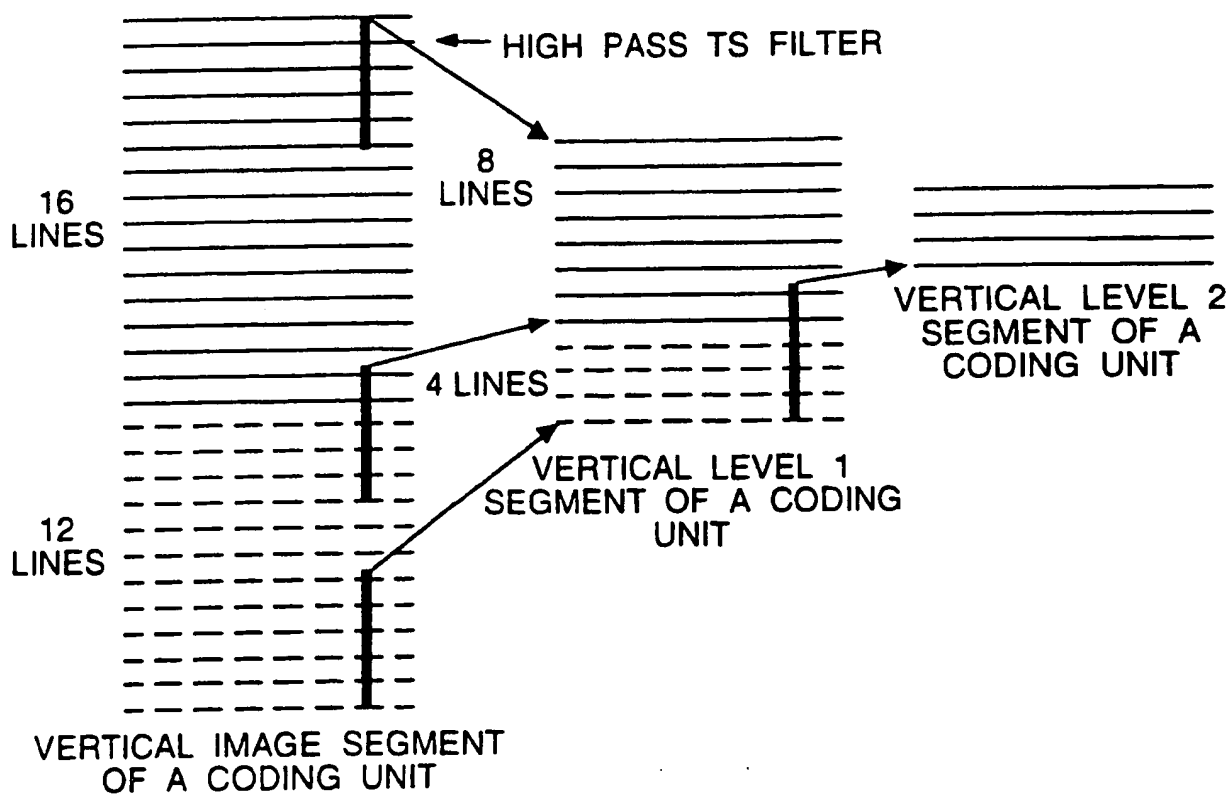 HIGH PASS TS FILTER
16
LINES
8
LINES
VERTICAL LEVEL 2
SEGMENT OF A
CODING UNIT
4 LINES
VERTICAL LEVEL 1
SEGMENT OF A CODING
UNIT
12
LINES
VERTICAL IMAGE SEGMENT
OF A CODING UNIT